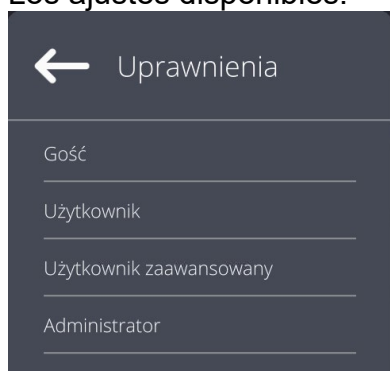 Los ajustes disponibles:
Uprawnienia
Gość
Użytkownik
Użytkownik zaawansowany
Administrator